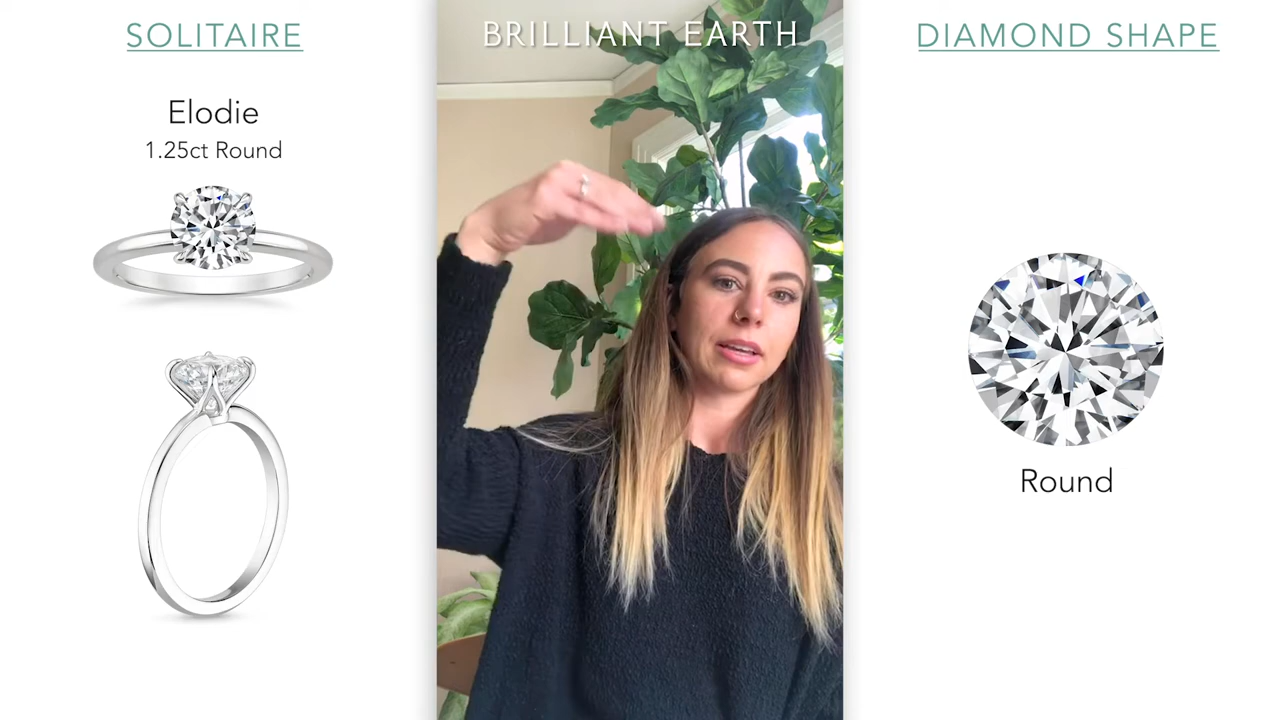 SOLITAIRE
Elodie
1.25ct Round
BRILLIANT EARTH
DIAMOND SHAPE
Round